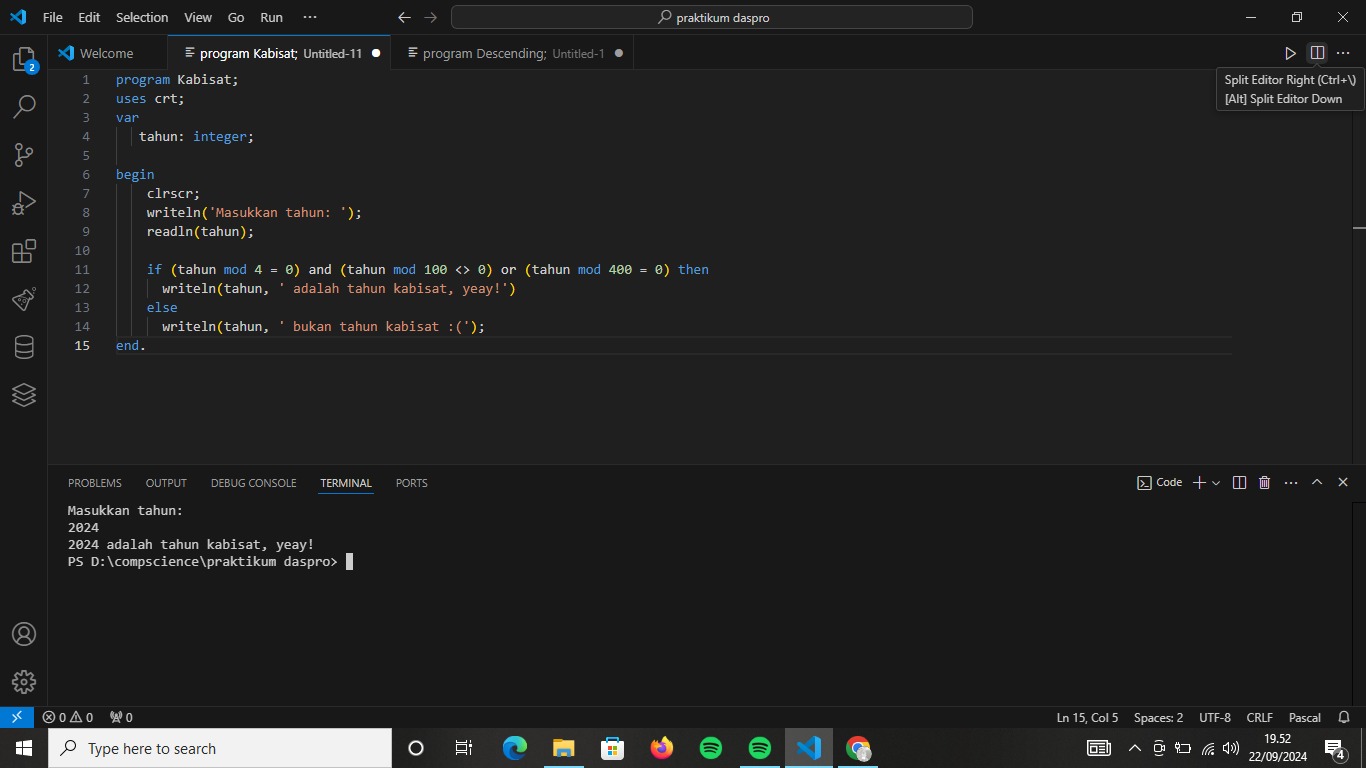 File Edit Selection View Go Run ··· praktikum daspro
Welcome program Kabisat; Untitled-11 program Descending; Untitled-1
Split Editor Right (Ctrl+\)
[Alt] Split Editor Down
2
1 program Kabisat;
2 uses crt;
3 var
4 tahun: integer;
5
6 begin
7 clrscr;
8 writeln('Masukkan tahun: ');
9 readln(tahun);
10
11 if (tahun mod 4 = 0) and (tahun mod 100 <> 0) or (tahun mod 400 = 0) then
12 writeln(tahun, ' adalah tahun kabisat, yeay!')
13 else
14 writeln(tahun, ' bukan tahun kabisat :(');
15 end.
PROBLEMS OUTPUT DEBUG CONSOLE TERMINAL PORTS Code
Masukkan tahun:
2024
2024 adalah tahun kabisat, yeay!
PS D:\compscience\praktikum daspro>
0 0 0 Ln 15, Col 5 Spaces: 2 UTF-8 CRLF Pascal
Type here to search
19.52
22/09/2024
4